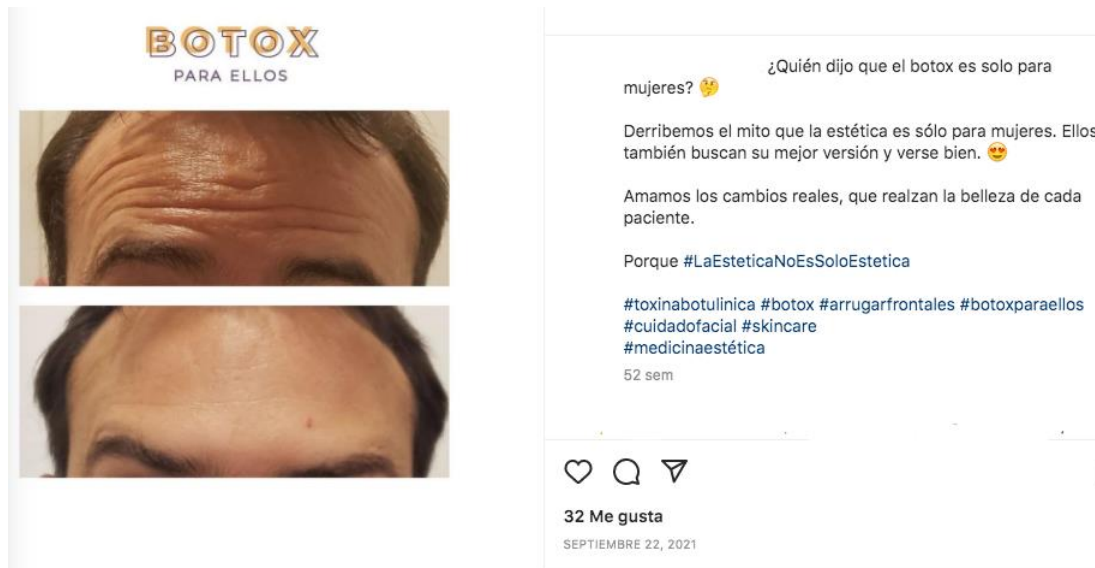 BOTOX
PARA ELLOS
¿Quién dijo que el botox es solo para
mujeres? 🤔
Derribemos el mito que la estética es sólo para mujeres. Ellos
también buscan su mejor versión y verse bien. 😍
Amamos los cambios reales, que realzan la belleza de cada
paciente.
Porque #LaEsteticaNoEsSoloEstetica
#toxinabotulinica #botox #arrugarfrontales #botoxparaellos
#cuidadofacial #skincare
#medicinaestética
52 sem
32 Me gusta
SEPTIEMBRE 22, 2021